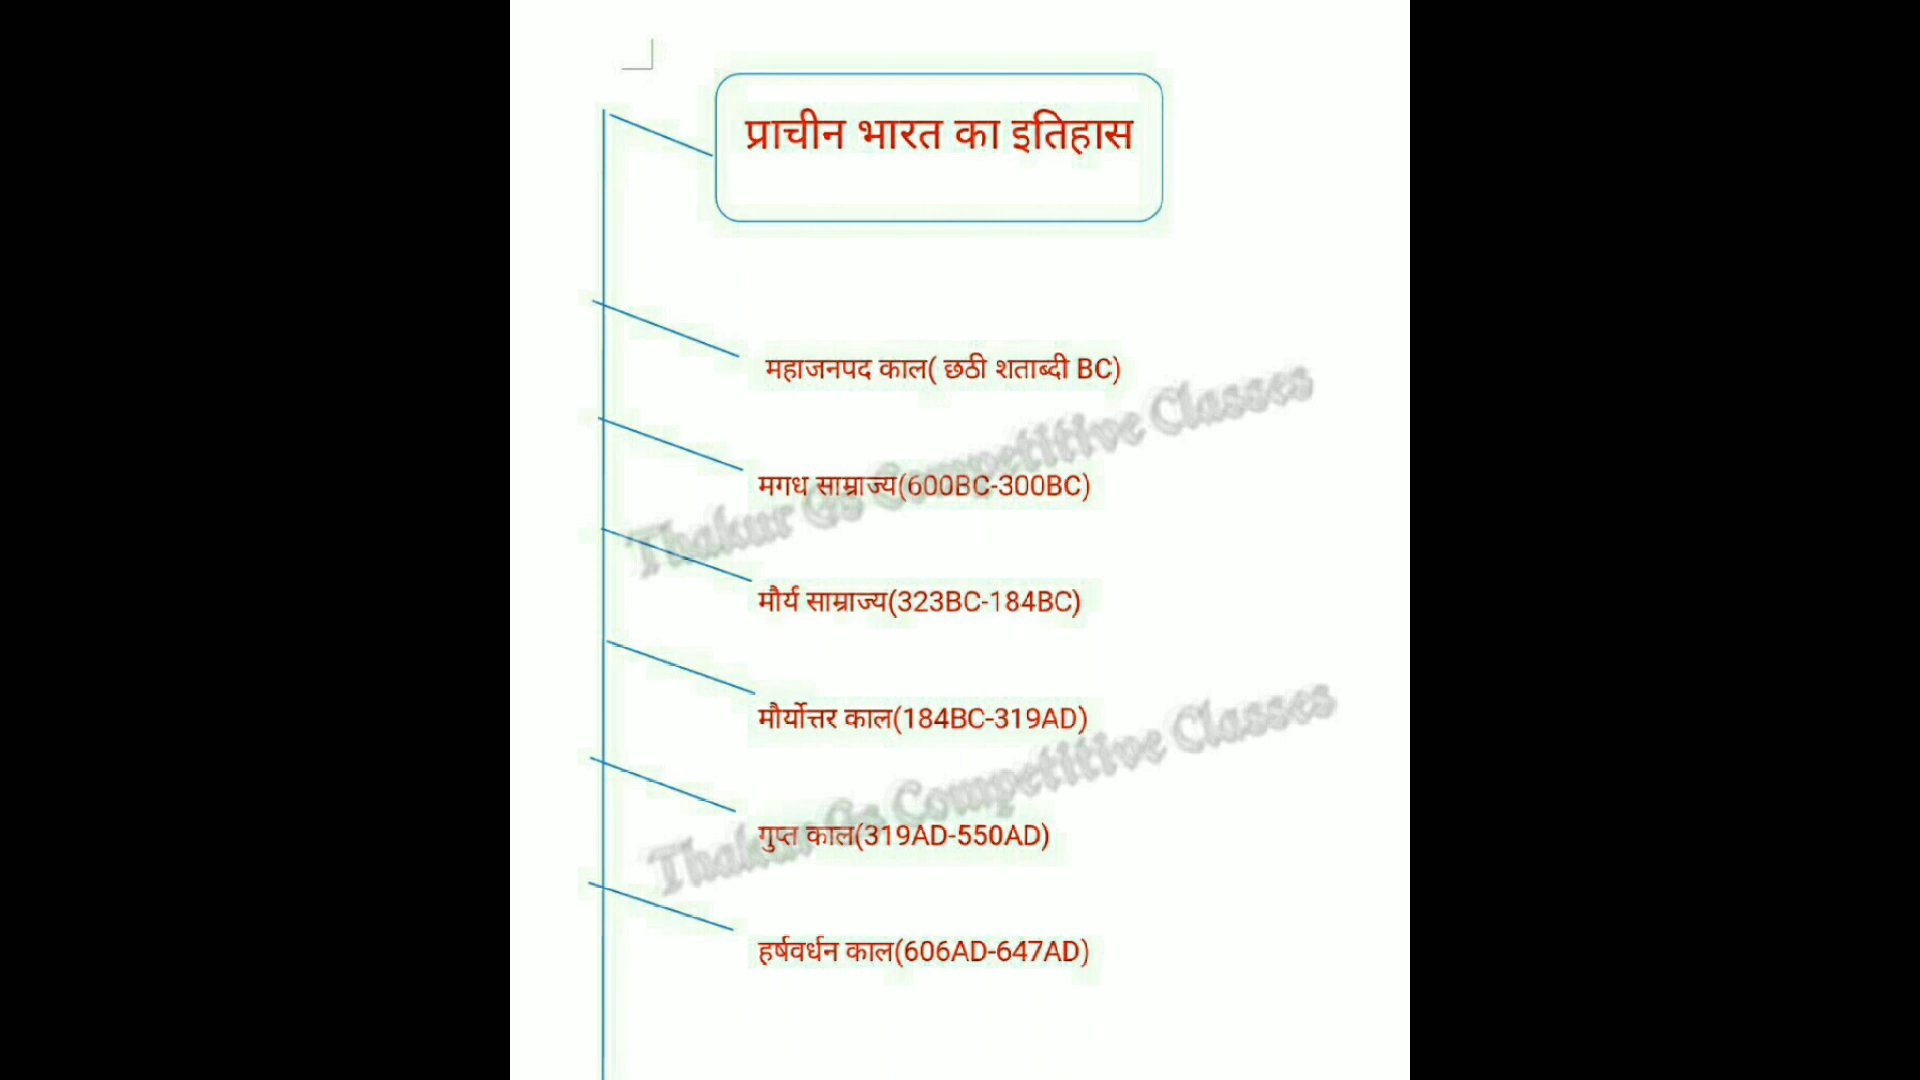 प्राचीन भारत का इतिहास
महाजनपद काल( छठी शताब्दी BC)
मगध साम्राज्य(600BC-300BC)
Thakur Gs Competitive Classes
मौर्य साम्राज्य(323BC-184BC)
मौर्योत्तर काल(184BC-319AD)
गुप्त काल(319AD-550AD)
Thakur Gs Competitive Classes
हर्षवर्धन काल(606AD-647AD)